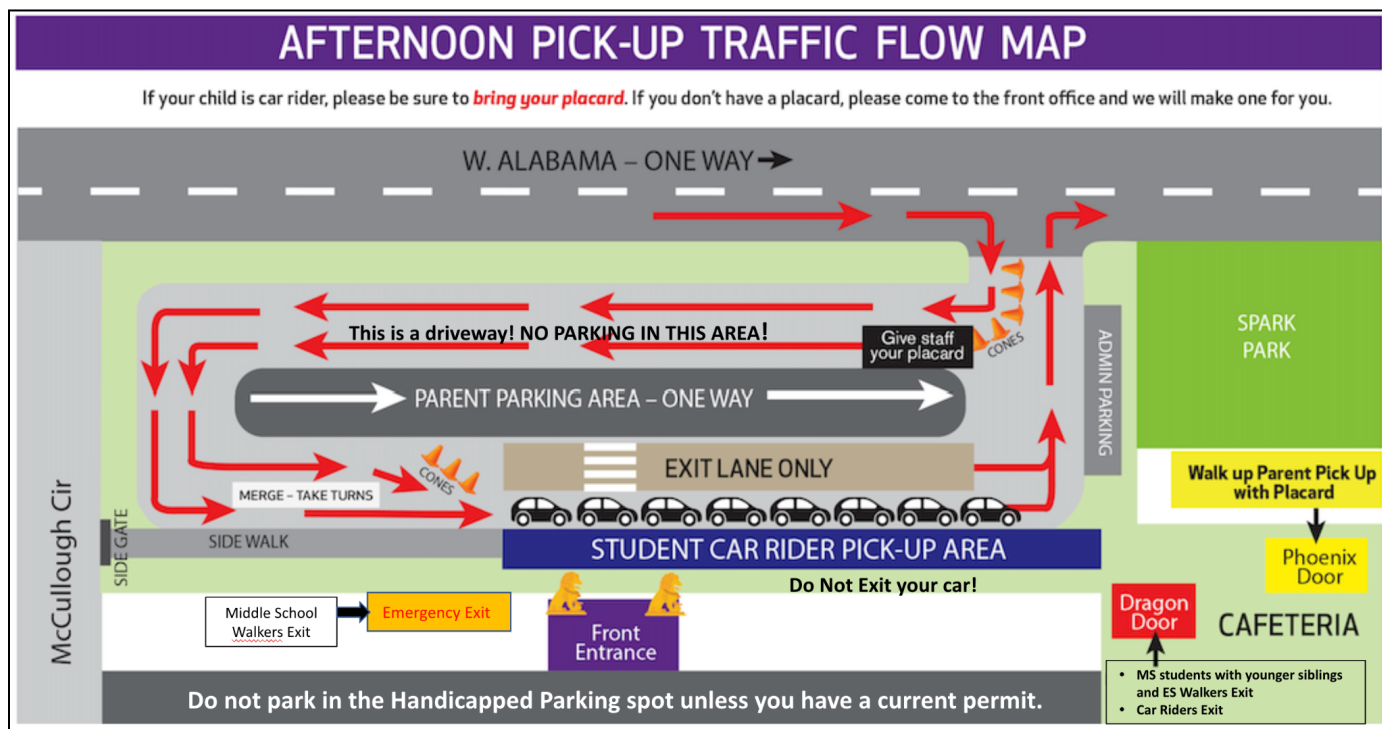 AFTERNOON PICK-UP TRAFFIC FLOW MAP
If your child is car rider, please be sure to bring your placard. If you don't have a placard, please come to the front office and we will make one for you.
W. ALABAMA – ONE WAY
This is a driveway! NO PARKING IN THIS AREA!
Give staff
your placard
CONES
ADMIN PARKING
SPARK
PARK
PARENT PARKING AREA – ONE WAY
EXIT LANE ONLY
CONES
MERGE – TAKE TURNS
Walk up Parent Pick Up
with Placard
McCullough Cir
SIDE GATE
SIDE WALK
STUDENT CAR RIDER PICK-UP AREA
Phoenix
Door
Do Not Exit your car!
Middle School
Walkers Exit
Emergency Exit
Front
Entrance
Dragon
Door
CAFETERIA
• MS students with younger siblings
and ES Walkers Exit
• Car Riders Exit
Do not park in the Handicapped Parking spot unless you have a current permit.